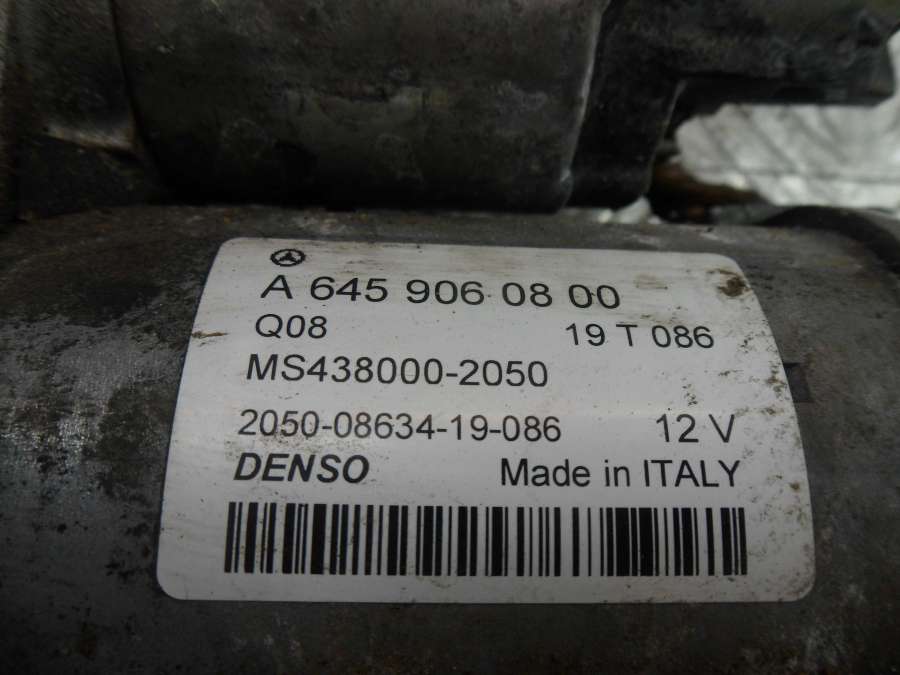 A 645 906 08 00
Q08 19 T 086
MS438000-2050
2050-08634-19-086 12 V
DENSO Made in ITALY